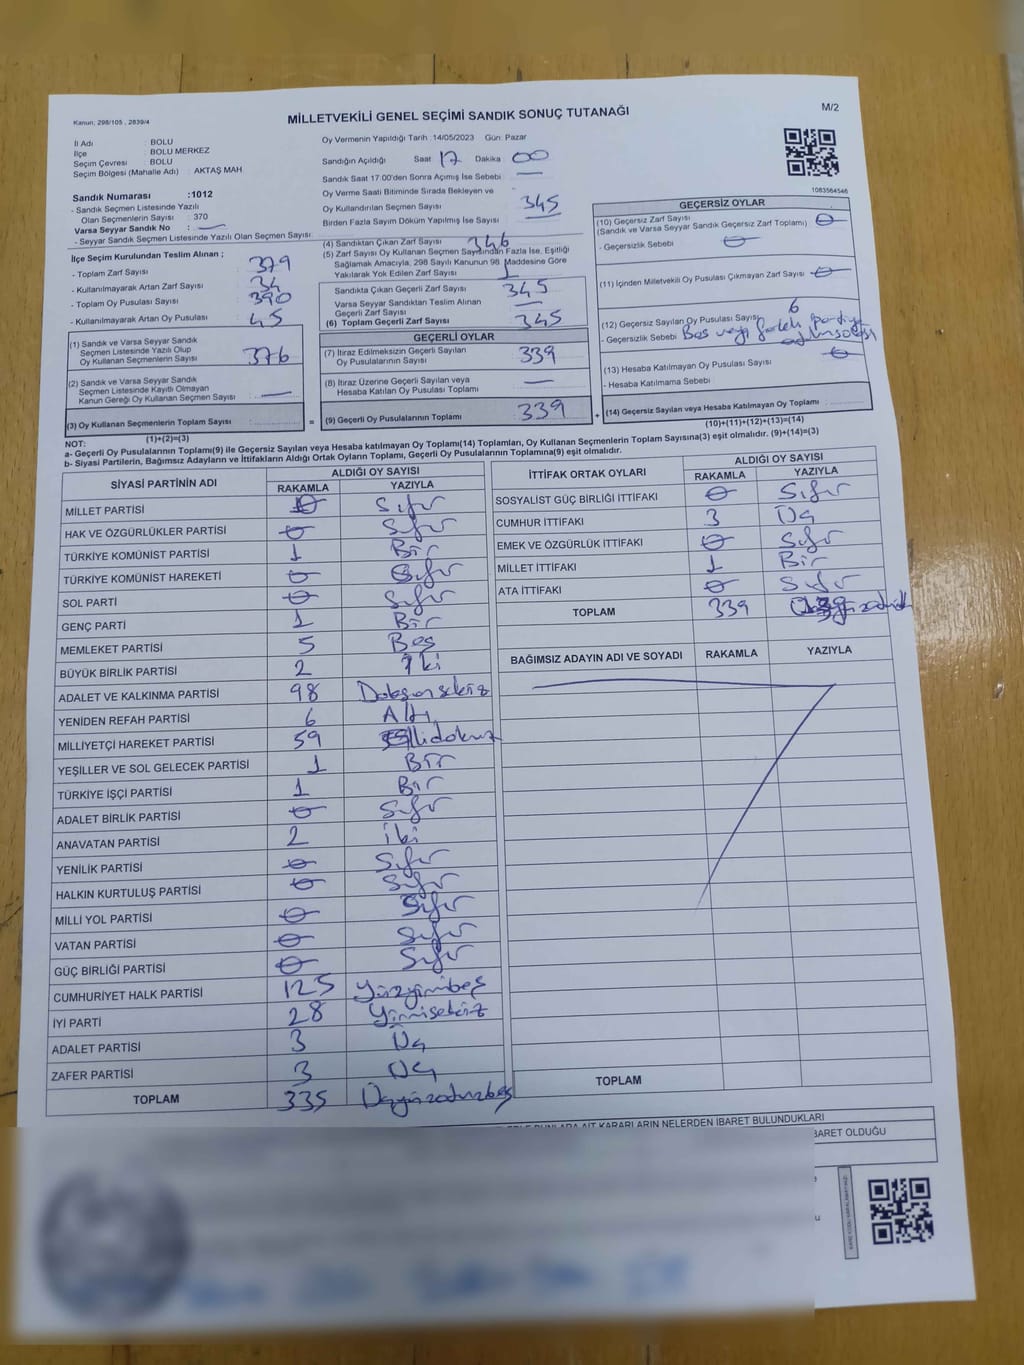 Kanun, 298/105 , 2839/4
MİLLETVEKİLİ GENEL SEÇİMİ SANDIK SONUÇ TUTANAĞI
M/2
İl Adı : BOLU
İlçe : BOLU MERKEZ
Seçim Çevresi : BOLU
Seçim Bölgesi (Mahalle Adı) : AKTAŞ MAH
Sandık Numarası :1012
- Sandık Seçmen Listesinde Yazılı
Olan Seçmenlerin Sayısı : 370
Varsa Seyyar Sandık No : —
- Seyyar Sandık Seçmen Listesinde Yazılı Olan Seçmen Sayısı:
İlçe Seçim Kurulundan Teslim Alınan ;
- Toplam Zarf Sayısı : 379
- Kullanılmayarak Artan Zarf Sayısı : 34
- Toplam Oy Pusulası Sayısı : 390
- Kullanılmayarak Artan Oy Pusulası : 45
(1) Sandık ve Varsa Seyyar Sandık
Seçmen Listesinde Yazılı Olup
Oy Kullanan Seçmenlerin Sayısı : 376
(2) Sandık ve Varsa Seyyar Sandık
Seçmen Listesinde Kayıtlı Olmayan
Kanun Gereği Oy Kullanan Seçmen Sayısı : —
(3) Oy Kullanan Seçmenlerin Toplam Sayısı :
(1)+(2)=(3)
Oy Vermenin Yapıldığı Tarih :14/05/2023 Gün: Pazar
Sandığın Açıldığı Saat 17 Dakika 00
Sandık Saat 17.00'den Sonra Açımış İse Sebebi : —
Oy Verme Saati Bitiminde Sırada Bekleyen ve
Oy Kullandırılan Seçmen Sayısı : 345
Birden Fazla Sayım Döküm Yapılmış İse Sayısı : —
(4) Sandıktan Çıkan Zarf Sayısı : 346
(5) Zarf Sayısı Oy Kullanan Seçmen Sayısından Fazla İse, Eşitliği
Sağlamak Amacıyla, 298 Sayılı Kanunun 98. Maddesine Göre
Yakılarak Yok Edilen Zarf Sayısı : 1
Sandıkta Çıkan Geçerli Zarf Sayısı : 345
Varsa Seyyar Sandıktan Teslim Alınan
Geçerli Zarf Sayısı : —
(6) Toplam Geçerli Zarf Sayısı : 345
GEÇERLİ OYLAR
(7) İtiraz Edilmeksizin Geçerli Sayılan
Oy Pusulalarının Sayısı : 339
(8) İtiraz Üzerine Geçerli Sayılan veya
Hesaba Katılan Oy Pusulası Toplamı : —
= (9) Geçerli Oy Pusulalarının Toplamı : 339 +
1083564546
GEÇERSİZ OYLAR
(10) Geçersiz Zarf Sayısı : 0
(Sandık ve Varsa Seyyar Sandık Geçersiz Zarf Toplamı)
- Geçersizlik Sebebi : 0
(11) İçinden Milletvekili Oy Pusulası Çıkmayan Zarf Sayısı : 0
(12) Geçersiz Sayılan Oy Pusulası Sayısı : 6
- Geçersizlik Sebebi :
(13) Hesaba Katılmayan Oy Pusulası Sayısı : 0
- Hesaba Katılmama Sebebi :
(14) Geçersiz Sayılan veya Hesaba Katılmayan Oy Toplamı :
(10)+(11)+(12)+(13)=(14)
NOT:
a- Geçerli Oy Pusulalarının Toplamı(9) ile Geçersiz Sayılan veya Hesaba katılmayan Oy Toplamı(14) Toplamları, Oy Kullanan Seçmenlerin Toplam Sayısına(3) eşit olmalıdır. (9)+(14)=(3)
b- Siyasi Partilerin, Bağımsız Adayların ve İttifakların Aldığı Ortak Oyların Toplamı, Geçerli Oy Pusulalarının Toplamına(9) eşit olmalıdır.
SİYASİ PARTİNİN ADI ALDIĞI OY SAYISI
RAKAMLA YAZIYLA
MİLLET PARTİSİ 0 Sıfır
HAK VE ÖZGÜRLÜKLER PARTİSİ 0 Sıfır
TÜRKİYE KOMÜNİST PARTİSİ 1 Bir
TÜRKİYE KOMÜNİST HAREKETİ 0 Sıfır
SOL PARTİ 0 Sıfır
GENÇ PARTİ 1 Bir
MEMLEKET PARTİSİ 5 Beş
BÜYÜK BİRLİK PARTİSİ 2 İki
ADALET VE KALKINMA PARTİSİ 98 Doksansekiz
YENİDEN REFAH PARTİSİ 6 Altı
MİLLİYETÇİ HAREKET PARTİSİ 59 Ellidokuz
YEŞİLLER VE SOL GELECEK PARTİSİ 1 Bir
TÜRKİYE İŞÇİ PARTİSİ 1 Bir
ADALET BİRLİK PARTİSİ 0 Sıfır
ANAVATAN PARTİSİ 2 iki
YENİLİK PARTİSİ 0 Sıfır
HALKIN KURTULUŞ PARTİSİ 0 Sıfır
MİLLİ YOL PARTİSİ 0 Sıfır
VATAN PARTİSİ 0 Sıfır
GÜÇ BİRLİĞİ PARTİSİ 0 Sıfır
CUMHURİYET HALK PARTİSİ 125 Yüzyirmibeş
İYİ PARTİ 28 Yirmisekiz
ADALET PARTİSİ 3 Üç
ZAFER PARTİSİ 3 Üç
TOPLAM 335 Üçyüzotuzbeş
İTTİFAK ORTAK OYLARI ALDIĞI OY SAYISI
RAKAMLA YAZIYLA
SOSYALİST GÜÇ BİRLİĞİ İTTİFAKI 0 Sıfır
CUMHUR İTTİFAKI 3 Üç
EMEK VE ÖZGÜRLÜK İTTİFAKI 0 Sıfır
MİLLET İTTİFAKI 1 Bir
ATA İTTİFAKI 0 Sıfır
TOPLAM 339
BAĞIMSIZ ADAYIN ADI VE SOYADI RAKAMLA YAZIYLA
TOPLAM
BUNLARA AİT KARARLARIN NELERDEN İBARET BULUNDUKLARI
BARET OLDUĞU